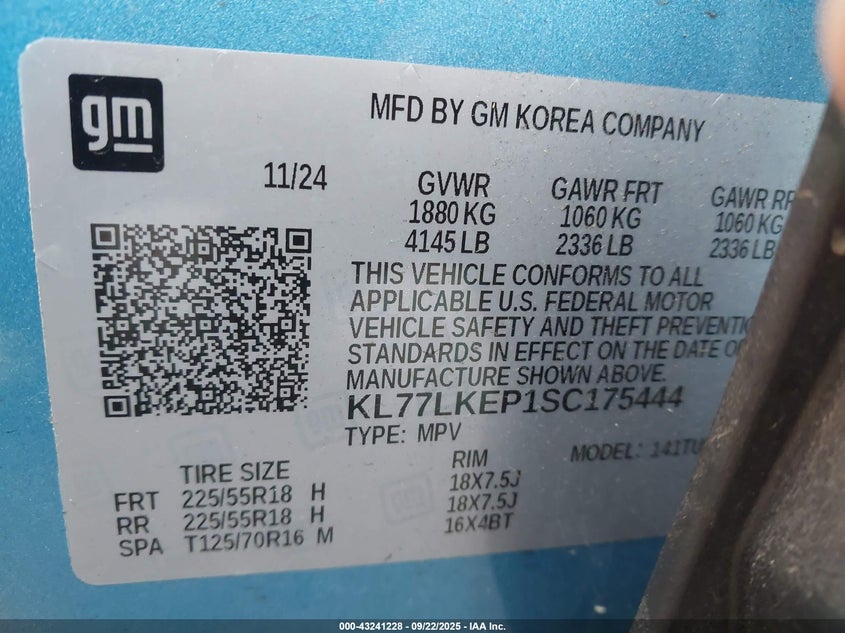 gm
MFD BY GM KOREA COMPANY
11/24
GVWR
1880 KG
4145 LB
GAWR FRT
1060 KG
2336 LB
GAWR RR
1060 KG
2336 LB
THIS VEHICLE CONFORMS TO ALL
APPLICABLE U.S. FEDERAL MOTOR
VEHICLE SAFETY AND THEFT
STANDARDS IN EFFECT ON THE DATE
MANUFACTURE SHOWN ABOVE.
KL77LKEP1SC175444
TYPE: MPV
MODEL:
TIRE SIZE
RIM
FRT 225/55R18 H 18X7.5J
RR 225/55R18 H 18X7.5J
SPA T125/70R16 M 16X4BT
000-43241228 - 09/22/2025 - IAA Inc.